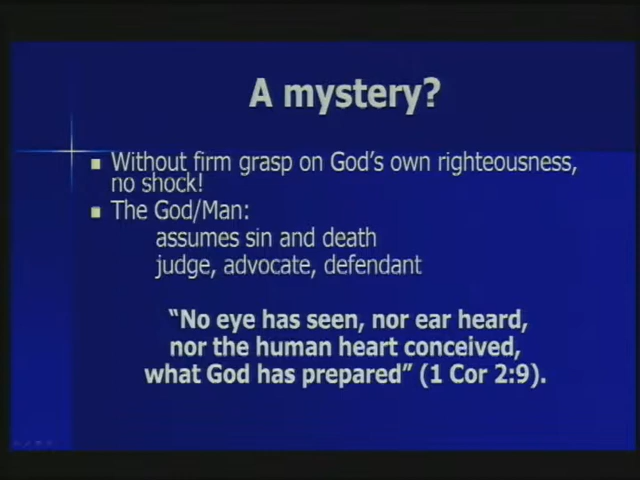 A mystery?
Without firm grasp on God's own righteousness,
no shock!
The God/Man:
assumes sin and death
judge, advocate, defendant
"No eye has seen, nor ear heard,
nor the human heart conceived,
what God has prepared" (1 Cor 2:9).